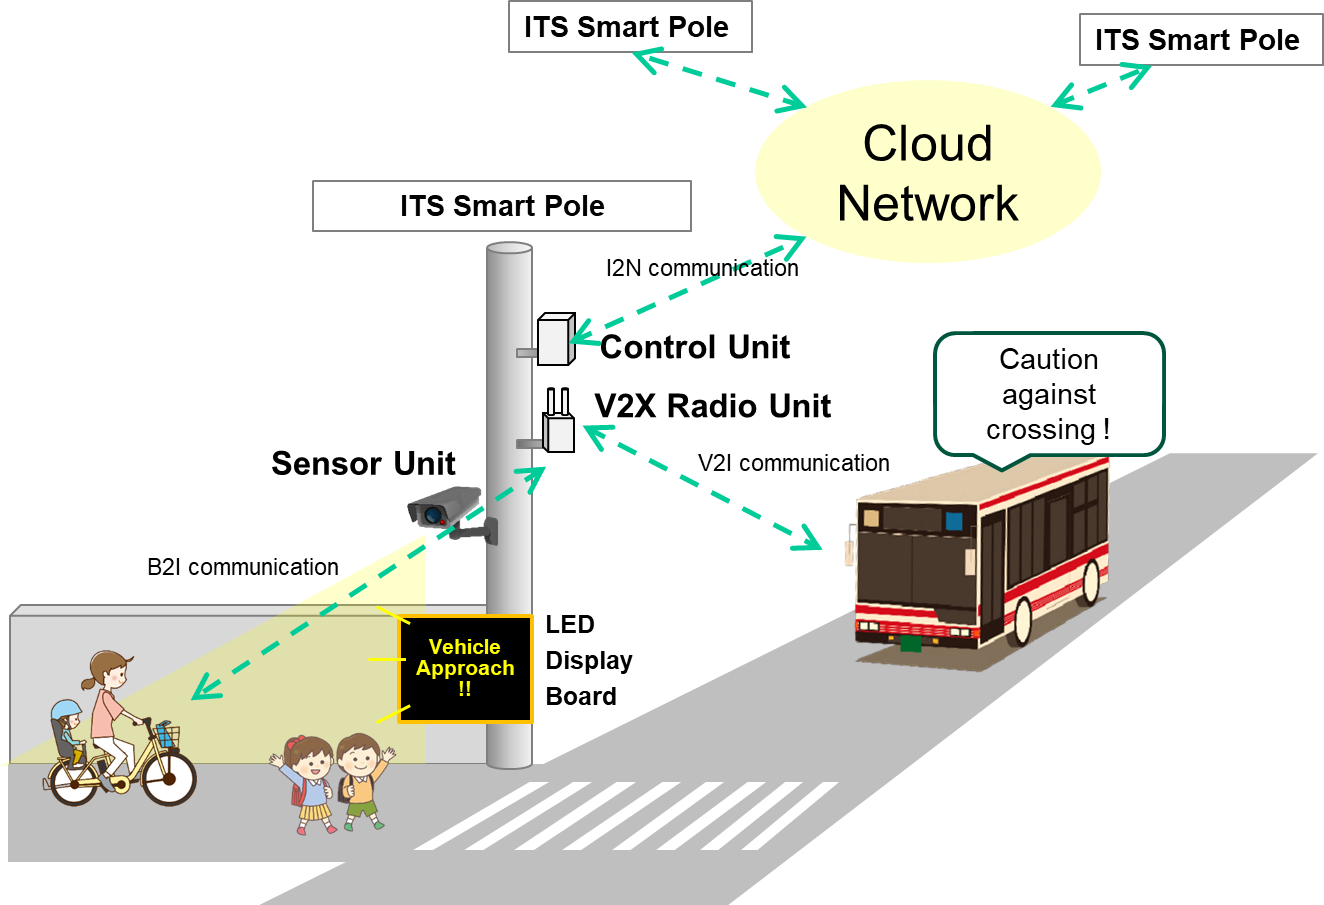 ITS Smart Pole
ITS Smart Pole
Cloud
Network
ITS Smart Pole
I2N communication
Control Unit
V2X Radio Unit
Caution
against
crossing !
Sensor Unit
V2I communication
B2I communication
LED
Display
Board
Vehicle
Approach
!!